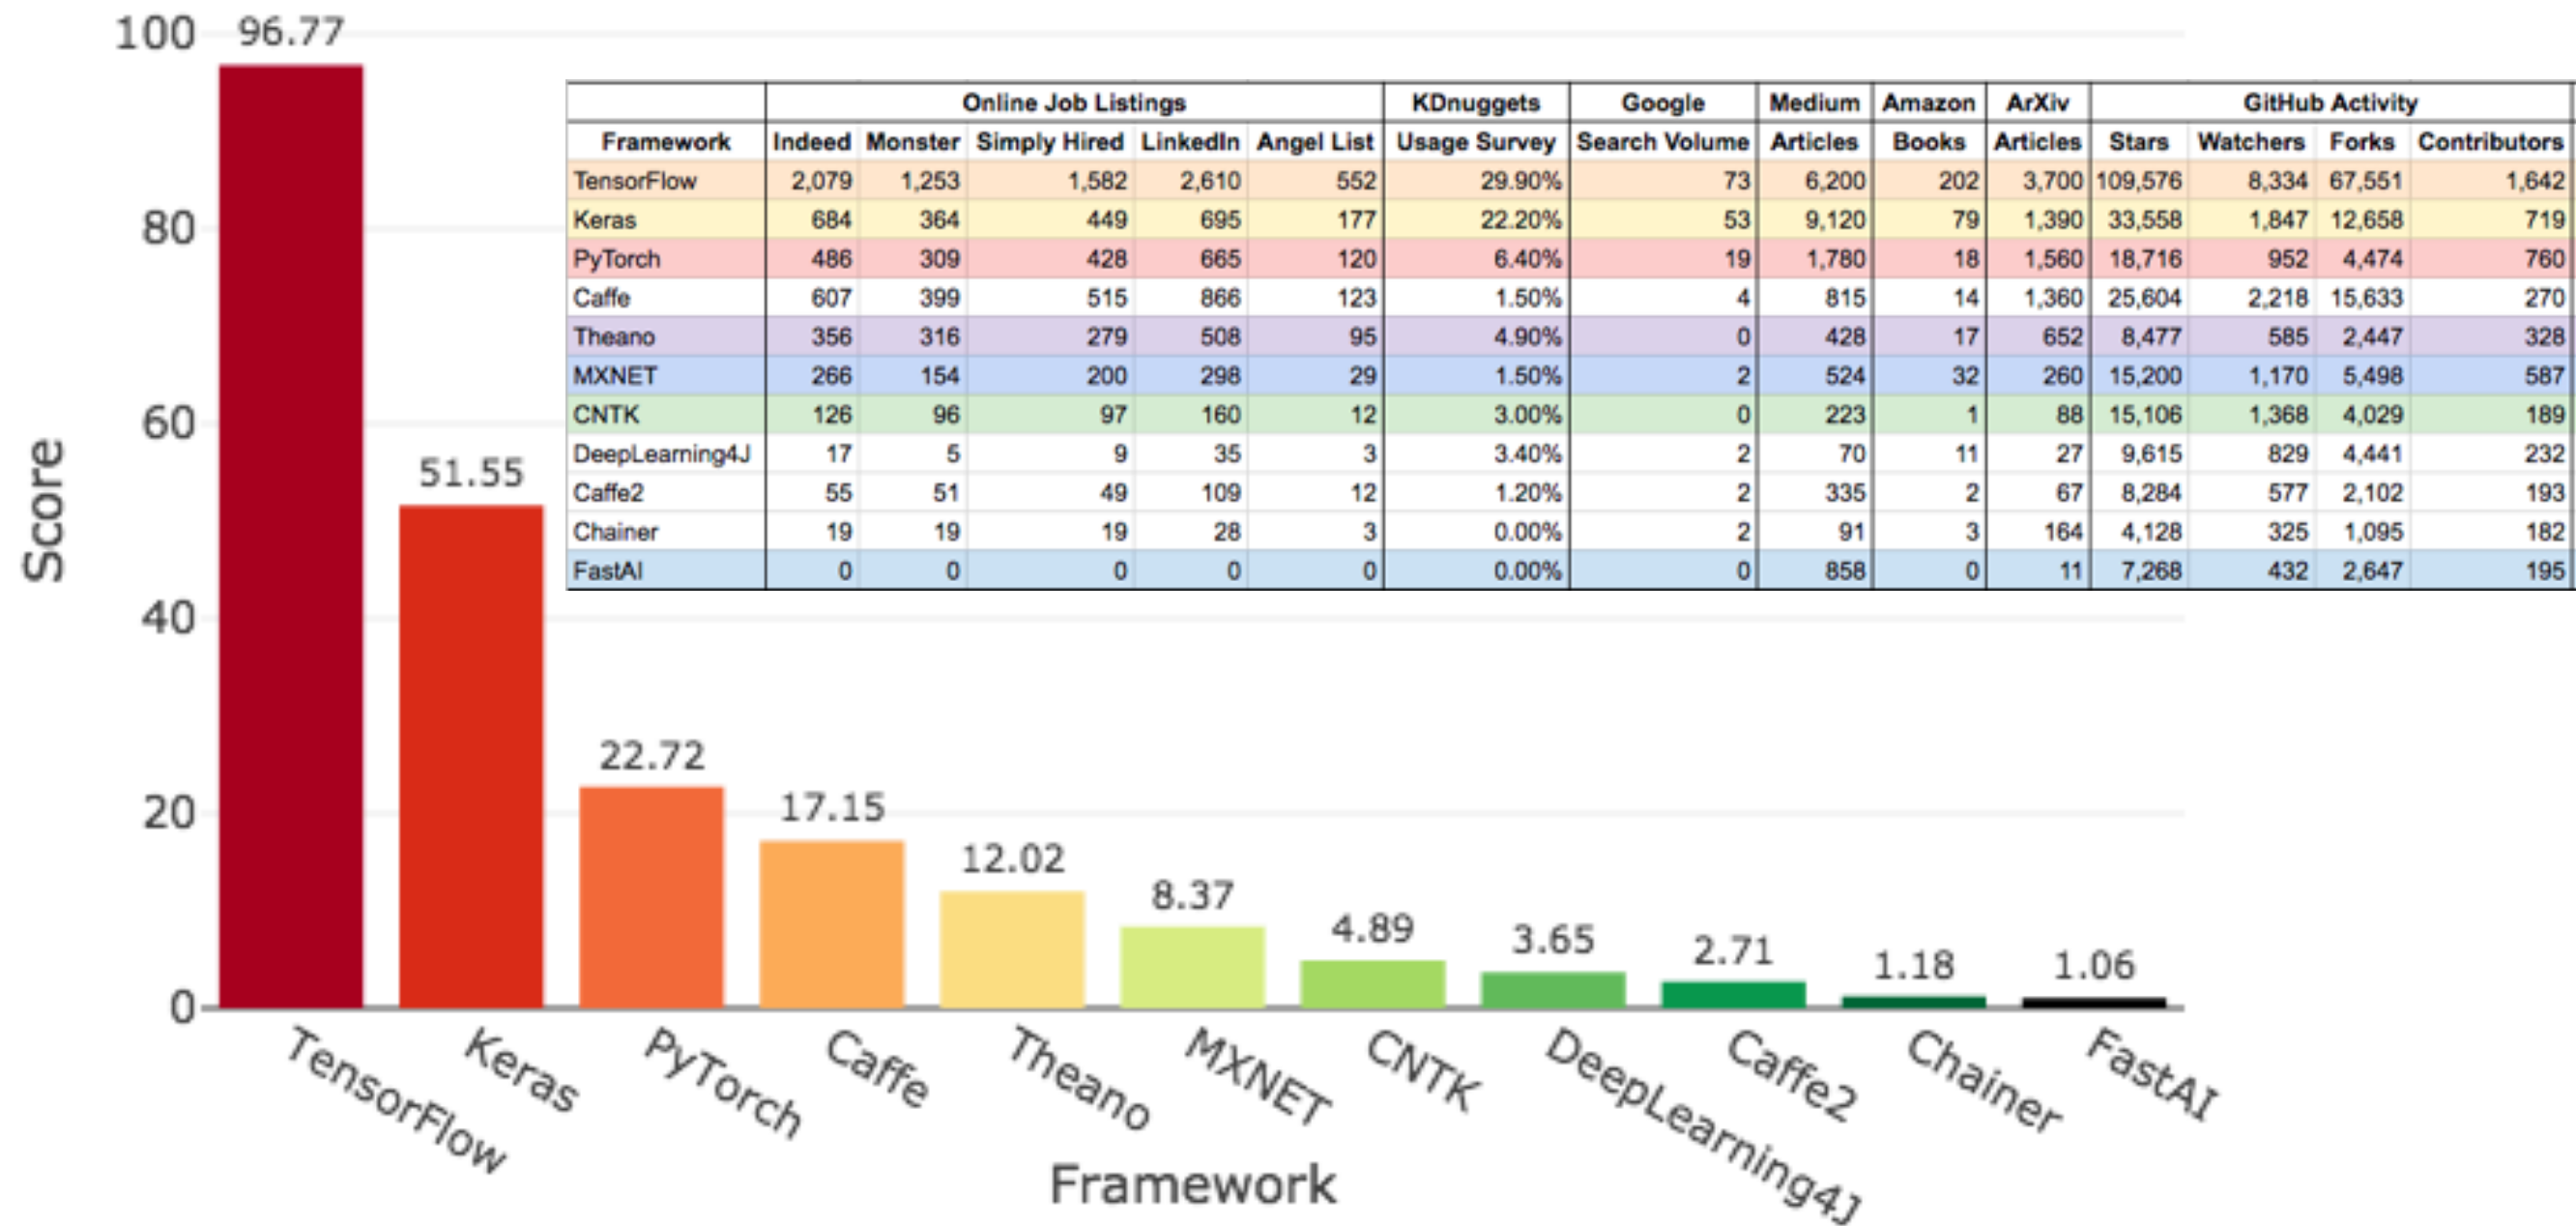 100
96.77
Online Job Listings KDnuggets Google Medium Amazon ArXiv GitHub Activity
Framework Indeed Monster Simply Hired LinkedIn Angel List Usage Survey Search Volume Articles Books Articles Stars Watchers Forks Contributors
TensorFlow 2,079 1,253 1,582 2,610 552 29.90% 73 6,200 202 3,700 109,576 8,334 67,551 1,642
Keras 684 364 449 695 177 22.20% 53 9,120 79 1,390 33,558 1,847 12,658 719
PyTorch 486 309 428 665 120 6.40% 19 1,780 18 1,560 18,716 952 4,474 760
Caffe 607 399 515 866 123 1.50% 4 815 14 1,360 25,604 2,218 15,633 270
Theano 356 316 279 508 95 4.90% 0 428 17 652 8,477 585 2,447 328
MXNET 266 154 200 298 29 1.50% 2 524 32 260 15,200 1,170 5,498 587
CNTK 126 96 97 160 12 3.00% 0 223 1 88 15,106 1,368 4,029 189
DeepLearning4J 17 5 9 35 3 3.40% 2 70 11 27 9,615 829 4,441 232
Caffe2 55 51 49 109 12 1.20% 2 335 2 67 8,284 577 2,102 193
Chainer 19 19 19 28 3 0.00% 2 91 3 164 4,128 325 1,095 182
FastAI 0 0 0 0 0 0.00% 0 858 0 11 7,268 432 2,647 195
80
60
51.55
Score
40
22.72
20
17.15
12.02
8.37
4.89
3.65
2.71
1.18
1.06
0
TensorFlow
Keras
PyTorch
Caffe
Theano
MXNET
CNTK
DeepLearning4J
Caffe2
Chainer
FastAI
Framework